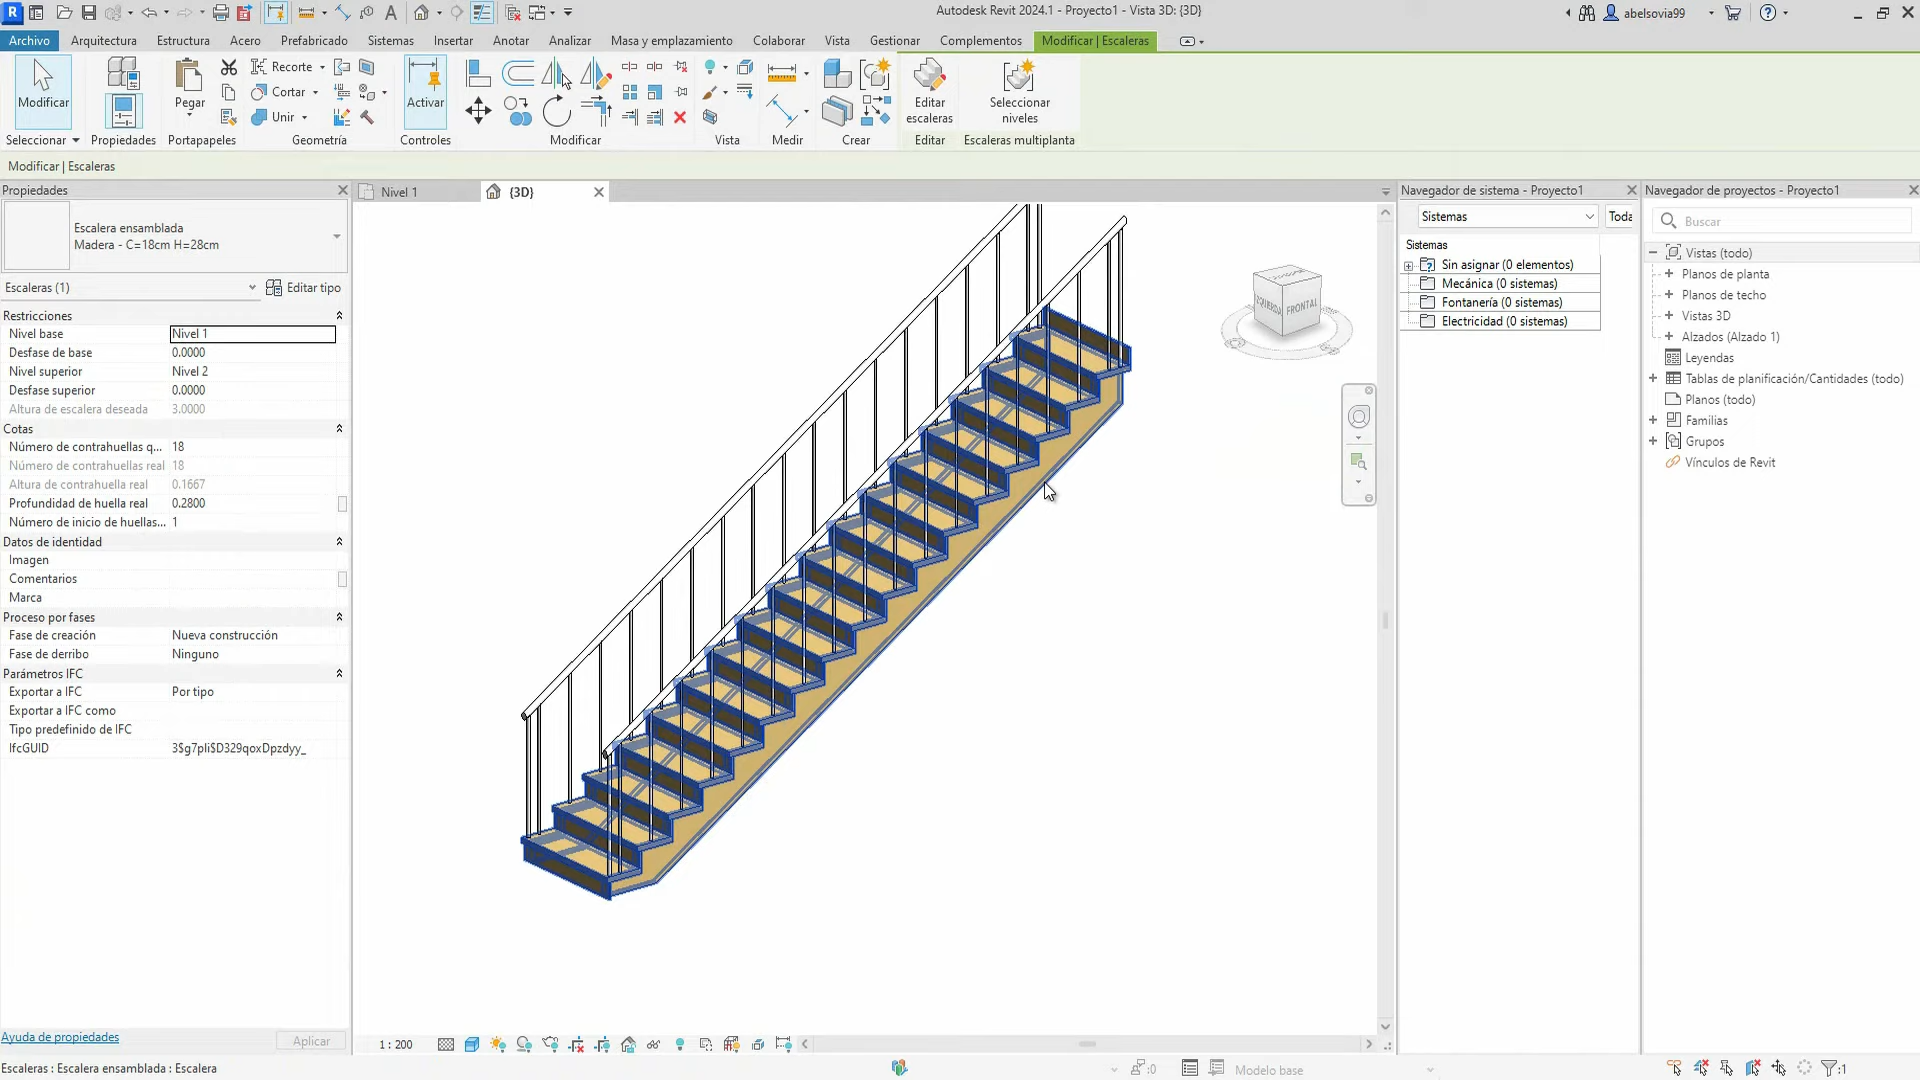 Autodesk Revit 2024.1 - Proyecto1 - Vista 3D: {3D}
abelsovia99
Archivo Arquitectura Estructura Acero Prefabricado Sistemas Insertar Anotar Analizar Masa y emplazamiento Colaborar Vista Gestionar Complementos Modificar | Escaleras
Modificar
Pegar
Recorte
Cortar
Unir
Activar
Editar escaleras
Seleccionar niveles
Seleccionar Propiedades Portapapeles Geometría Controles Modificar Vista Medir Crear Editar Escaleras multiplanta
Modificar | Escaleras
Propiedades
Escalera ensamblada
Madera - C=18cm H=28cm
Escaleras (1) Editar tipo
Restricciones
Nivel base Nivel 1
Desfase de base 0.0000
Nivel superior Nivel 2
Desfase superior 0.0000
Altura de escalera deseada 3.0000
Cotas
Número de contrahuellas q... 18
Número de contrahuellas real 18
Altura de contrahuella real 0.1667
Profundidad de huella real 0.2800
Número de inicio de huellas... 1
Datos de identidad
Imagen
Comentarios
Marca
Proceso por fases
Fase de creación Nueva construcción
Fase de derribo Ninguno
Parámetros IFC
Exportar a IFC Por tipo
Exportar a IFC como
Tipo predefinido de IFC
IfcGUID 3$g7pli$D329qoxDpzdyy_
Ayuda de propiedades Aplicar
Nivel 1 {3D}
IZQUIERDA FRONTAL
1 : 200
Navegador de sistema - Proyecto1
Sistemas Toda
Sistemas
Sin asignar (0 elementos)
Mecánica (0 sistemas)
Fontanería (0 sistemas)
Electricidad (0 sistemas)
Navegador de proyectos - Proyecto1
Buscar
Vistas (todo)
Planos de planta
Planos de techo
Vistas 3D
Alzados (Alzado 1)
Leyendas
Tablas de planificación/Cantidades (todo)
Planos (todo)
Familias
Grupos
Vínculos de Revit
Escaleras : Escalera ensamblada : Escalera
:0
Modelo base
:1